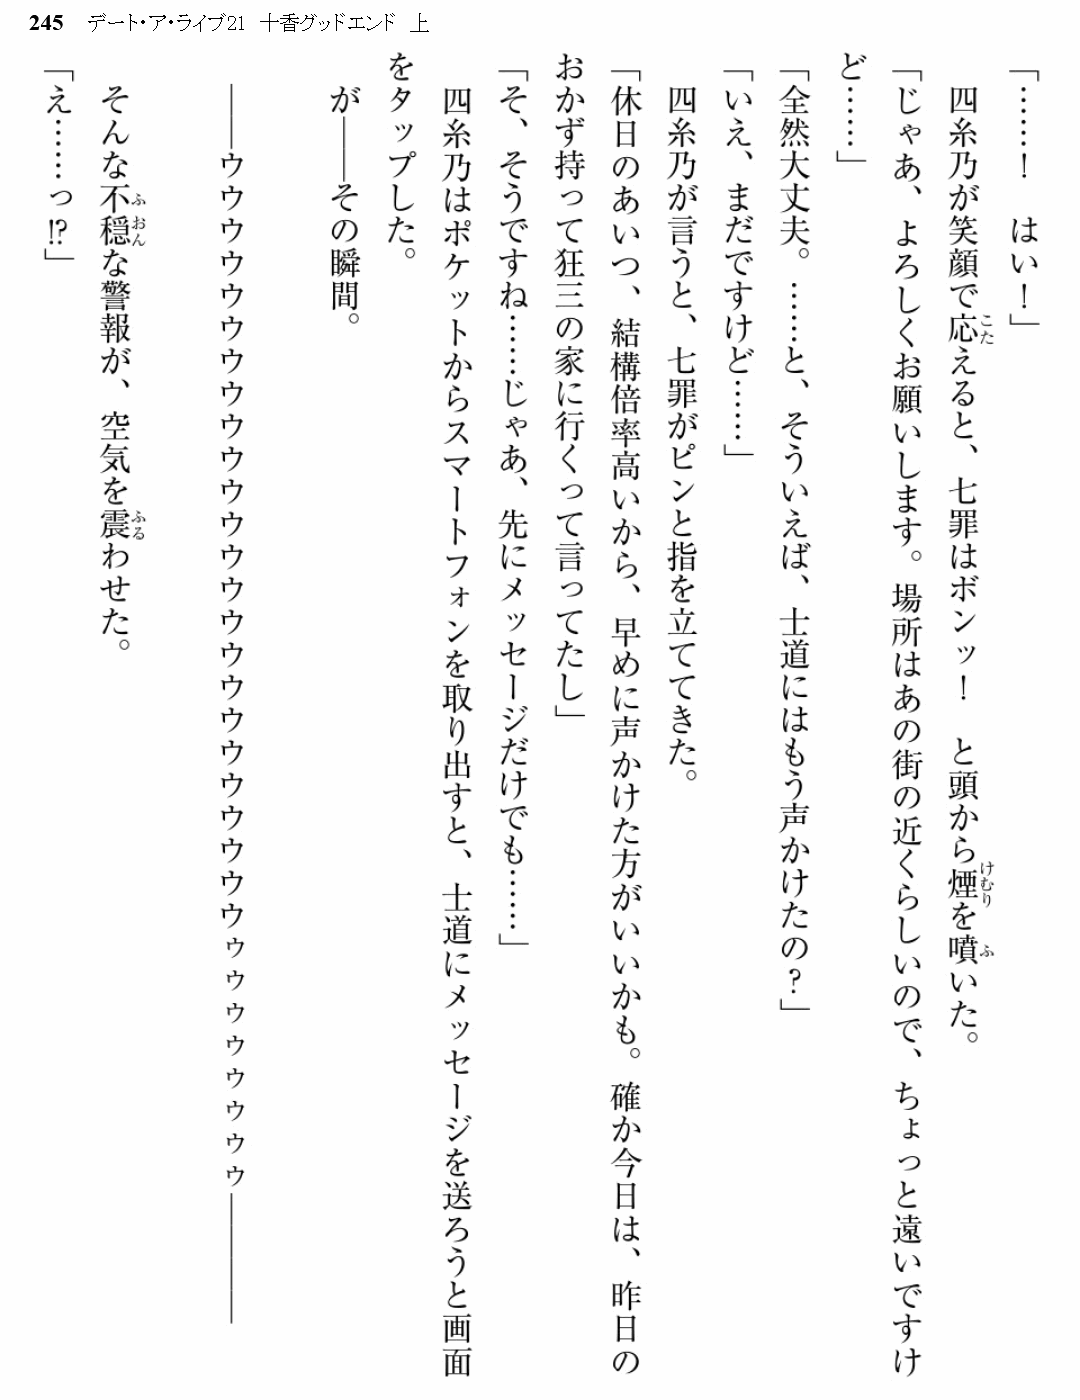 245 デート・ア・ライブ21 十香グッドエンド 上
「……！　はい！」
　四糸乃が笑顔で応えると、七罪はボンッ！　と頭から煙を噴いた。
「じゃあ、よろしくお願いします。場所はあの街の近くらしいので、ちょっと遠いですけ
ど……」
「全然大丈夫。……と、そういえば、士道にはもう声かけたの？」
「いえ、まだですけど……」
　四糸乃が言うと、七罪がピンと指を立ててきた。
「休日のあいつ、結構倍率高いから、早めに声かけた方がいいかも。確か今日は、昨日の
おかず持って狂三の家に行くって言ってたし」
「そ、そうですね……じゃあ、先にメッセージだけでも……」
　四糸乃はポケットからスマートフォンを取り出すと、士道にメッセージを送ろうと画面
をタップした。
　が――その瞬間。
　――ウウウウウウウウウウウウウウウウウウウウウウウウゥゥゥゥゥゥゥゥ――――
　そんな不穏な警報が、空気を震わせた。
「え……っ!?」